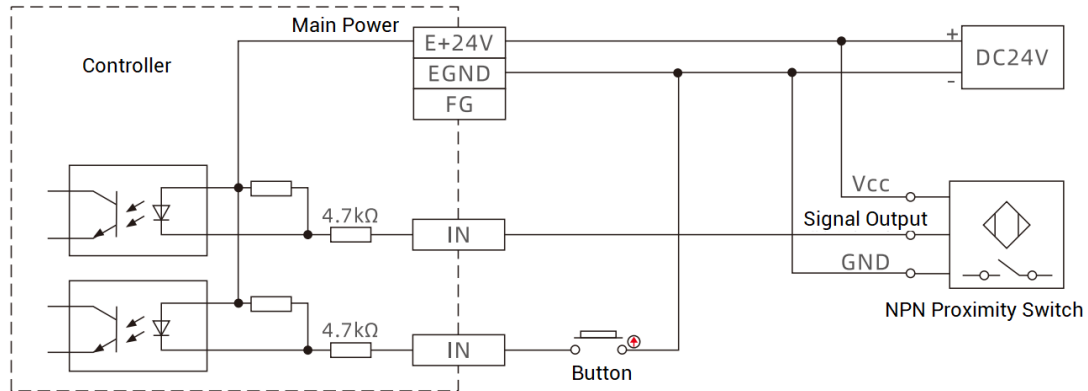 Main Power
E+24V
+
DC24V
Controller
EGND
-
FG
Vcc
4.7kΩ
IN
Signal Output
GND
NPN Proximity Switch
4.7kΩ
IN
Button